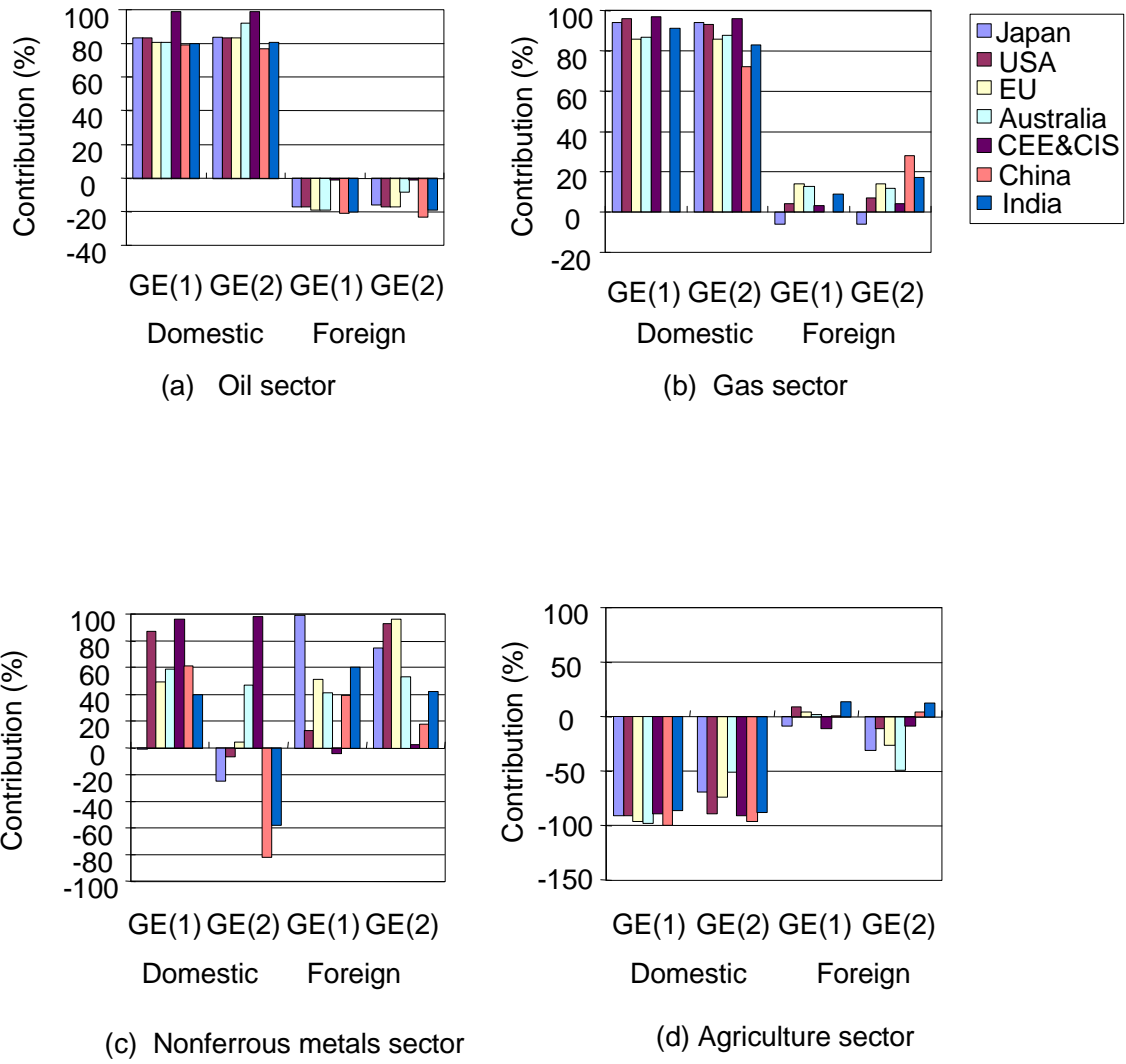 Contribution (%)
100
80
60
40
20
0
-20
-40
GE(1) GE(2) GE(1) GE(2)
Domestic Foreign
(a) Oil sector
Contribution (%)
100
80
60
40
20
0
-20
GE(1) GE(2) GE(1) GE(2)
Domestic Foreign
(b) Gas sector
Japan
USA
EU
Australia
CEE&CIS
China
India
Contribution (%)
100
80
60
40
20
0
-20
-40
-60
-80
-100
GE(1) GE(2) GE(1) GE(2)
Domestic Foreign
(c) Nonferrous metals sector
Contribution (%)
100
50
0
-50
-100
-150
GE(1) GE(2) GE(1) GE(2)
Domestic Foreign
(d) Agriculture sector